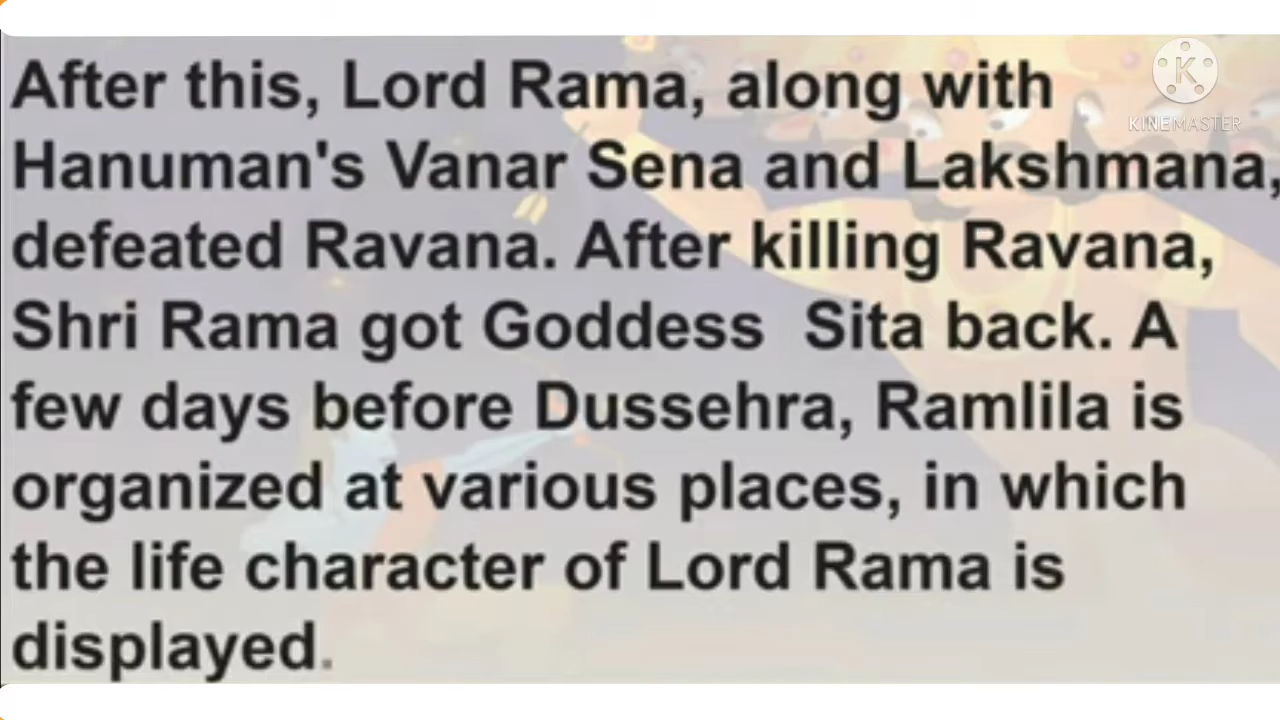 After this, Lord Rama, along with
Hanuman's Vanar Sena and Lakshmana,
defeated Ravana. After killing Ravana,
Shri Rama got Goddess Sita back. A
few days before Dussehra, Ramlila is
organized at various places, in which
the life character of Lord Rama is
displayed.
K
KINEMASTER